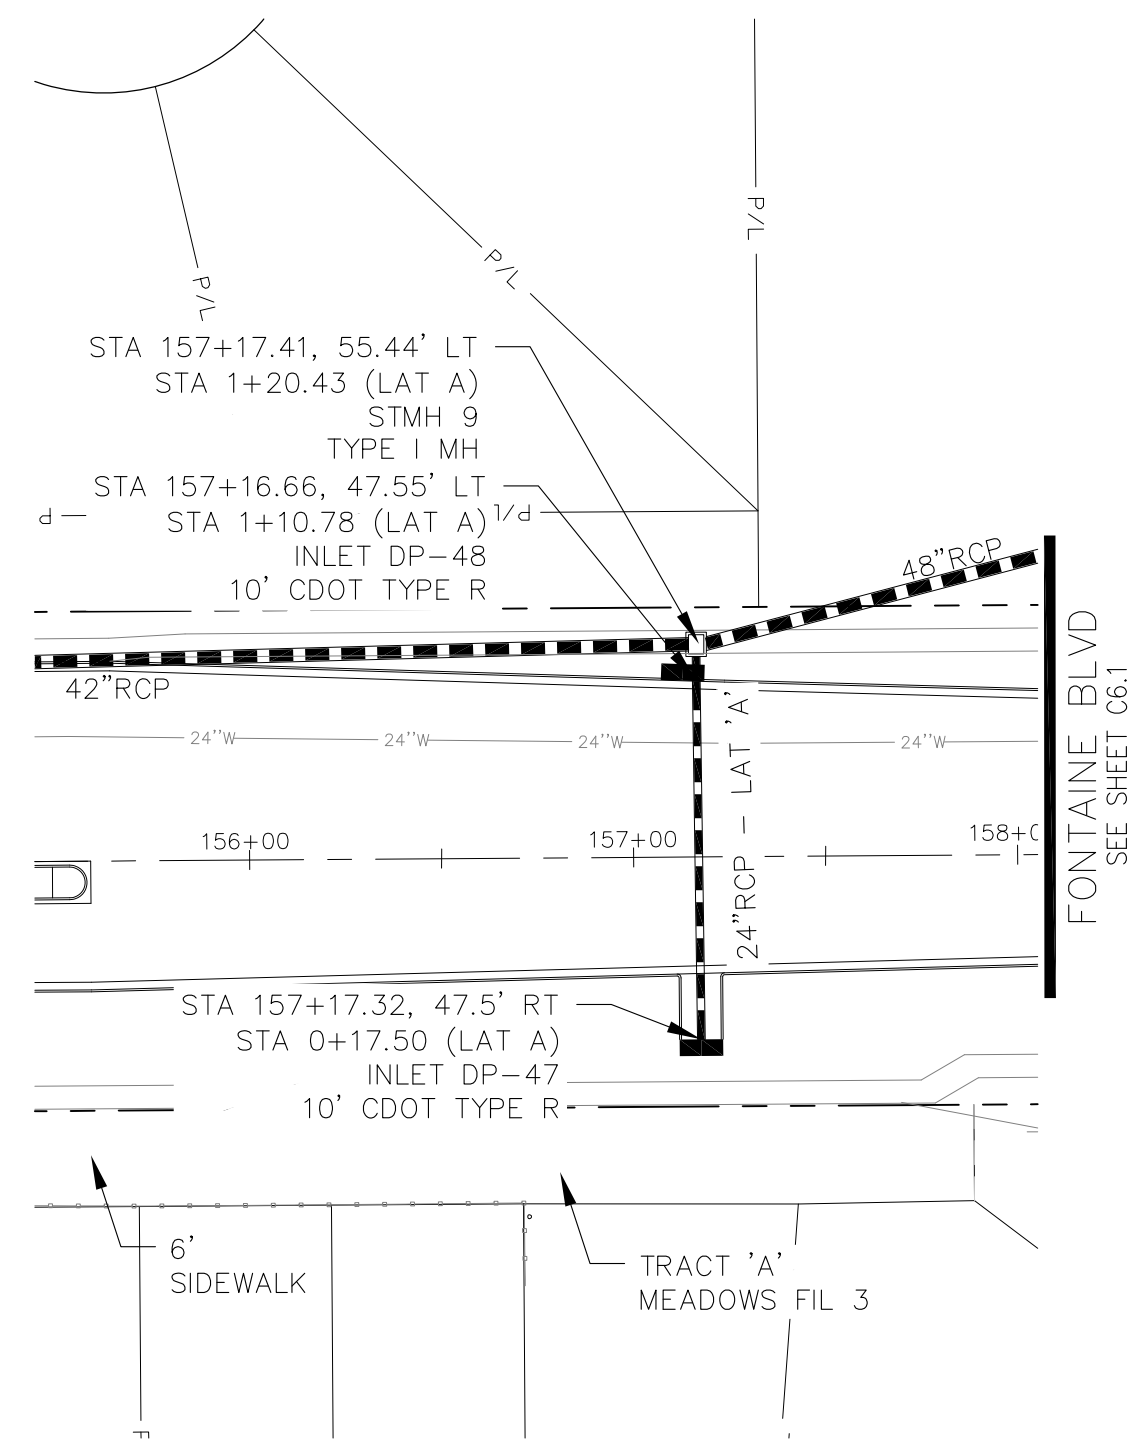 P/L
P/L
P/L
STA 157+17.41, 55.44' LT
STA 1+20.43 (LAT A)
STMH 9
TYPE I MH
STA 157+16.66, 47.55' LT
P
P/L
STA 1+10.78 (LAT A)
INLET DP-48
10' CDOT TYPE R
48"RCP
42"RCP
24"W
24"W
24"W
24"W
24"RCP - LAT 'A'
156+00
157+00
158+0
FONTAINE BLVD
SEE SHEET C6.1
STA 157+17.32, 47.5' RT
STA 0+17.50 (LAT A)
INLET DP-47
10' CDOT TYPE R
6'
SIDEWALK
TRACT 'A'
MEADOWS FIL 3